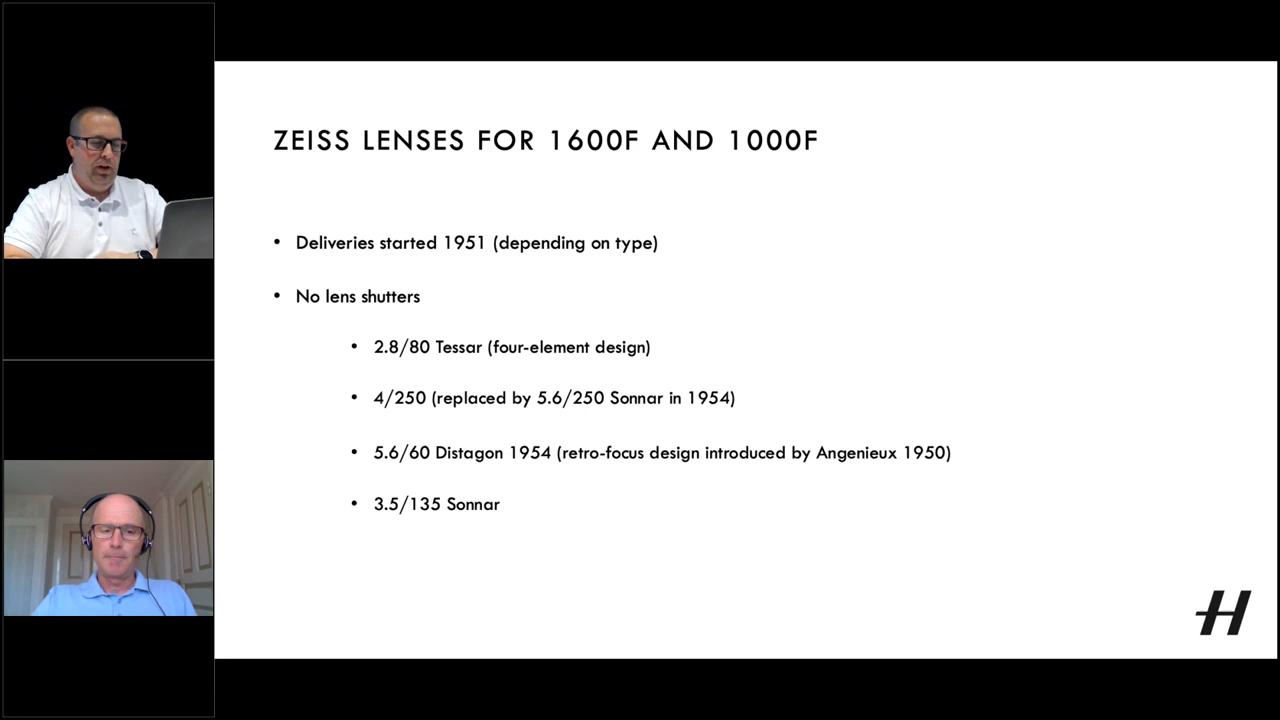 ZEISS LENSES FOR 1600F AND 1000F
• Deliveries started 1951 (depending on type)
• No lens shutters
• 2.8/80 Tessar (four-element design)
• 4/250 (replaced by 5.6/250 Sonnar in 1954)
• 5.6/60 Distagon 1954 (retro-focus design introduced by Angenieux 1950)
• 3.5/135 Sonnar
H